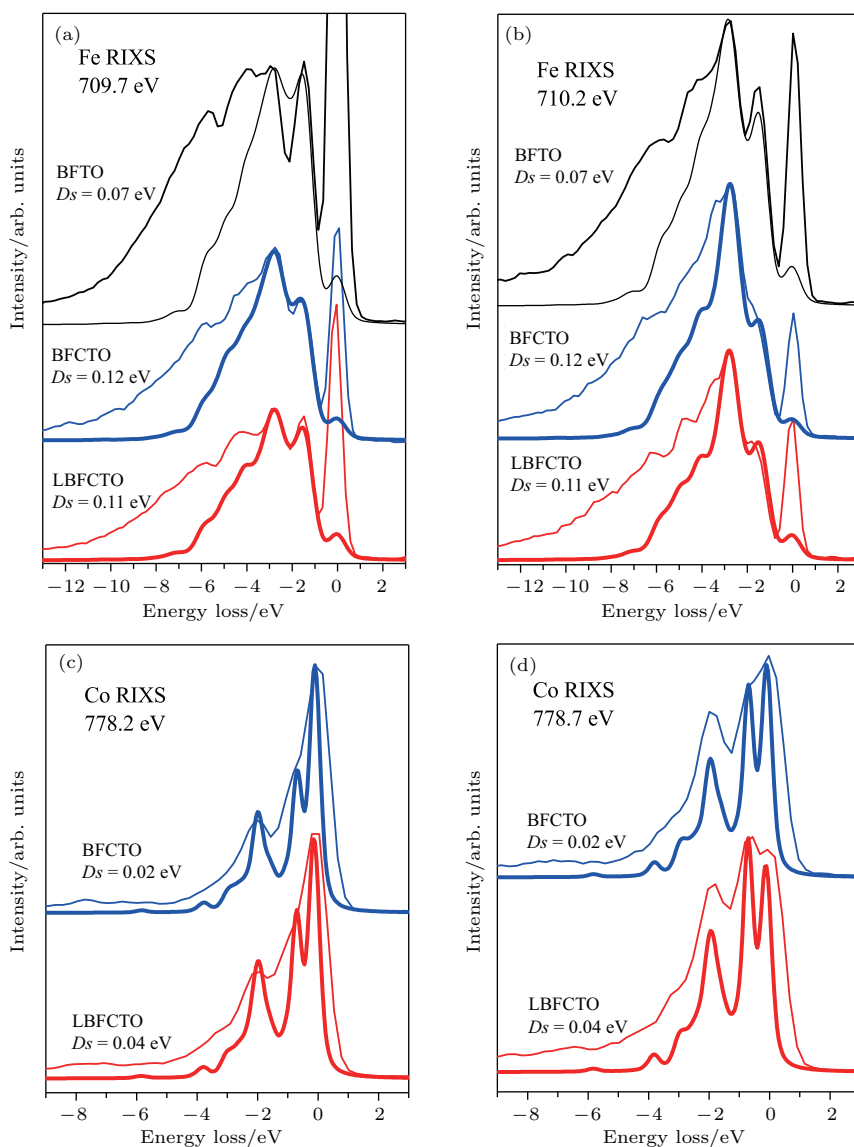 (a)
Fe RIXS
709.7 eV
BFTO
Ds = 0.07 eV
BFCTO
Ds = 0.12 eV
LBFCTO
Ds = 0.11 eV
Intensity/arb. units
−12 −10 −8 −6 −4 −2 0 2
Energy loss/eV
(b)
Fe RIXS
710.2 eV
BFTO
Ds = 0.07 eV
BFCTO
Ds = 0.12 eV
LBFCTO
Ds = 0.11 eV
Intensity/arb. units
−12 −10 −8 −6 −4 −2 0 2
Energy loss/eV
(c)
Co RIXS
778.2 eV
BFCTO
Ds = 0.02 eV
LBFCTO
Ds = 0.04 eV
Intensity/arb. units
−8 −6 −4 −2 0 2
Energy loss/eV
(d)
Co RIXS
778.7 eV
BFCTO
Ds = 0.02 eV
LBFCTO
Ds = 0.04 eV
Intensity/arb. units
−8 −6 −4 −2 0 2
Energy loss/eV